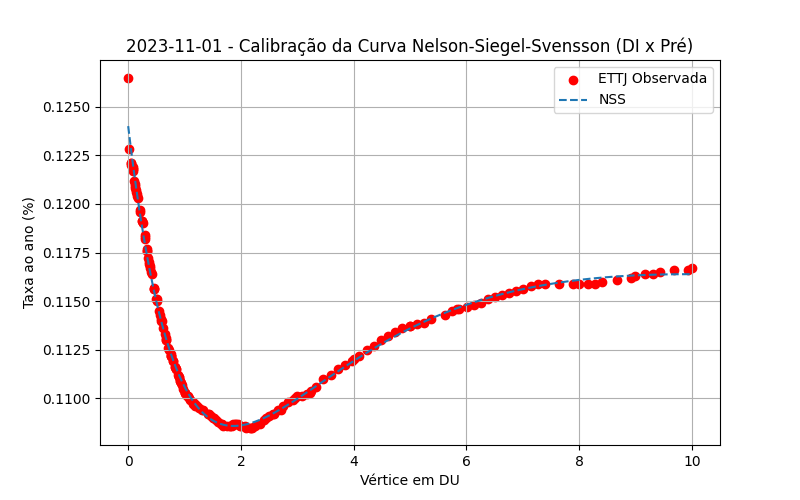 2023-11-01 - Calibração da Curva Nelson-Siegel-Svensson (DI x Pré)
ETTJ Observada
NSS
Taxa ao ano (%)
0.1250
0.1225
0.1200
0.1175
0.1150
0.1125
0.1100
0 2 4 6 8 10
Vértice em DU